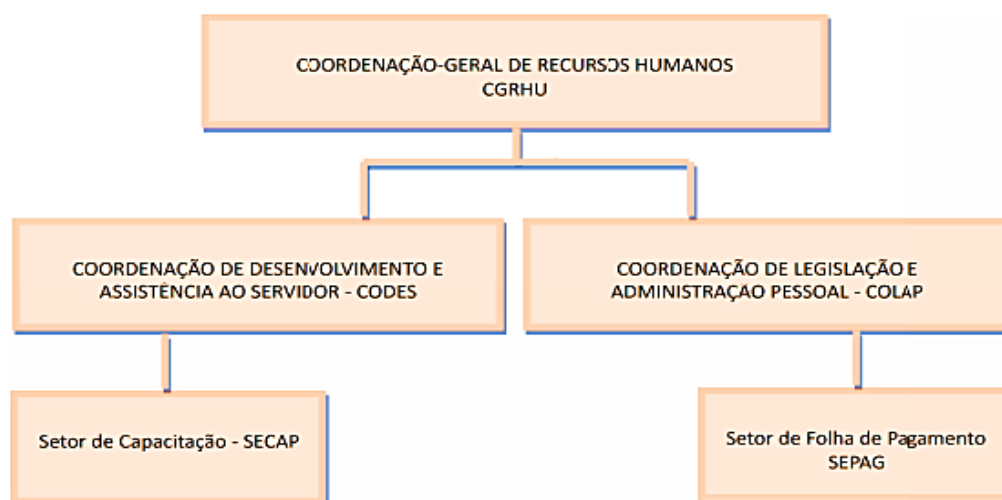 COORDENAÇÃO-GERAL DE RECURSOS HUMANOS
CGRHU
COORDENAÇÃO DE DESENVOLVIMENTO E
ASSISTÊNCIA AO SERVIDOR - CODES
COORDENAÇÃO DE LEGISLAÇÃO E
ADMINISTRAÇÃO PESSOAL - COLAP
Setor de Capacitação - SECAP
Setor de Folha de Pagamento
SEPAG